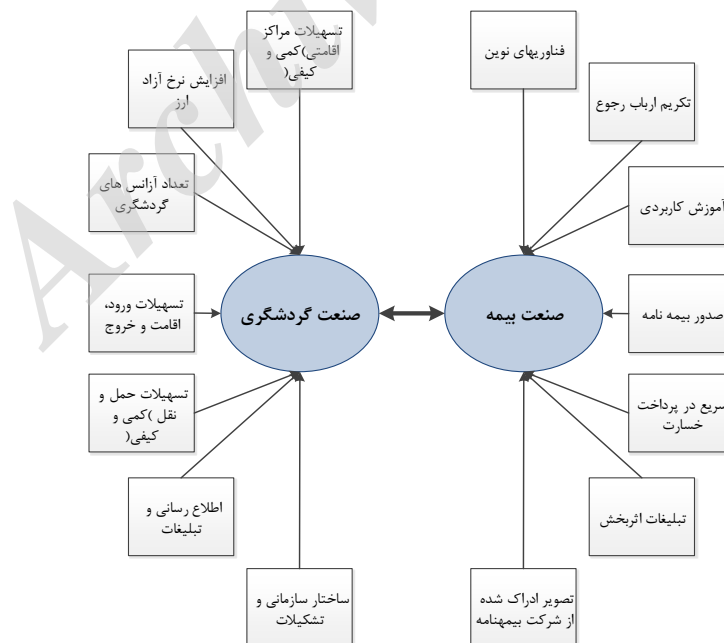 تسهیلات مراکز
اقامتی)کمی و
کیفی(
فناوریهای نوین
افزایش نرخ آزاد
ارز
تکریم ارباب رجوع
تعداد آژانس های
گردشگری
آموزش کاربردی
تسهیلات ورود،
اقامت و خروج
صنعت گردشگری
صنعت بیمه
صدور بیمه نامه
تسهیلات حمل و
نقل )کمی و
کیفی(
سریع در پرداخت
خسارت
اطلاع رسانی و
تبلیغات
تبلیغات اثربخش
ساختار سازمانی و
تشکیلات
تصویر ادراک شده
از شرکت بیمهنامه